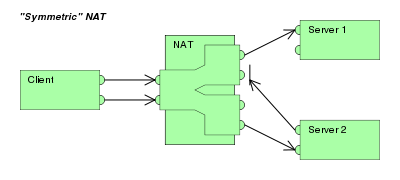 "Symmetric" NAT
NAT
Server 1
Client
Server 2